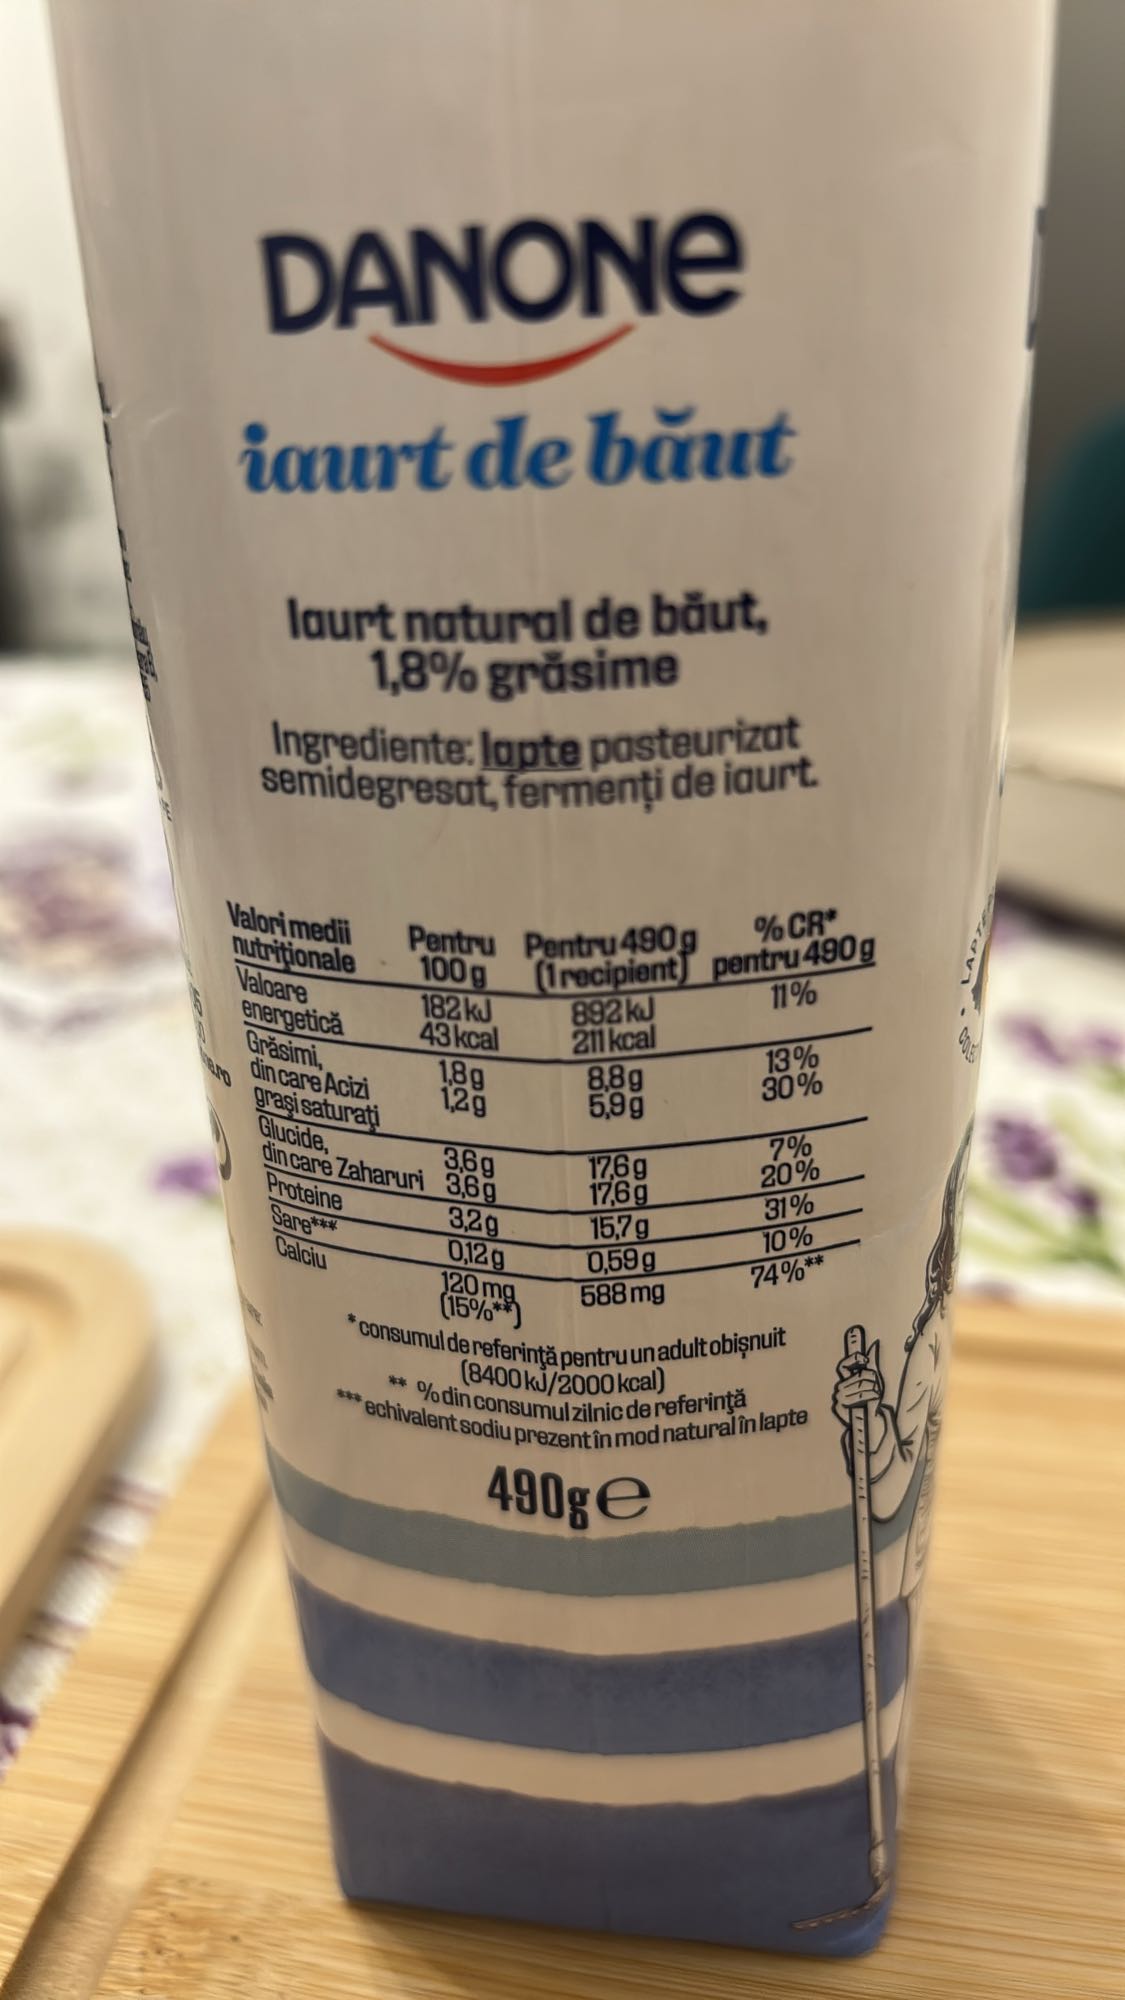 DANONe
iaurt de băut
Iaurt natural de băut,
1,8% grăsime
Ingrediente: lapte pasteurizat
semidegresat, fermenți de iaurt.
Valori medii nutriționale Pentru 100 g Pentru 490 g (1 recipient) % CR* pentru 490 g
Valoare energetică 182 kJ 892 kJ 11%
43 kcal 211 kcal
Grăsimi, 1,8 g 8,8 g 13%
din care Acizi grași saturați 1,2 g 5,9 g 30%
Glucide, 3,6 g 17,6 g 7%
din care Zaharuri 3,6 g 17,6 g 20%
Proteine 3,2 g 15,7 g 31%
Sare*** 0,12 g 0,59 g 10%
Calciu 120 mg 588 mg 74%**
(15%**)
* consumul de referință pentru un adult obișnuit
(8400 kJ/2000 kcal)
** % din consumul zilnic de referință
*** echivalent sodiu prezent în mod natural în lapte
490g e